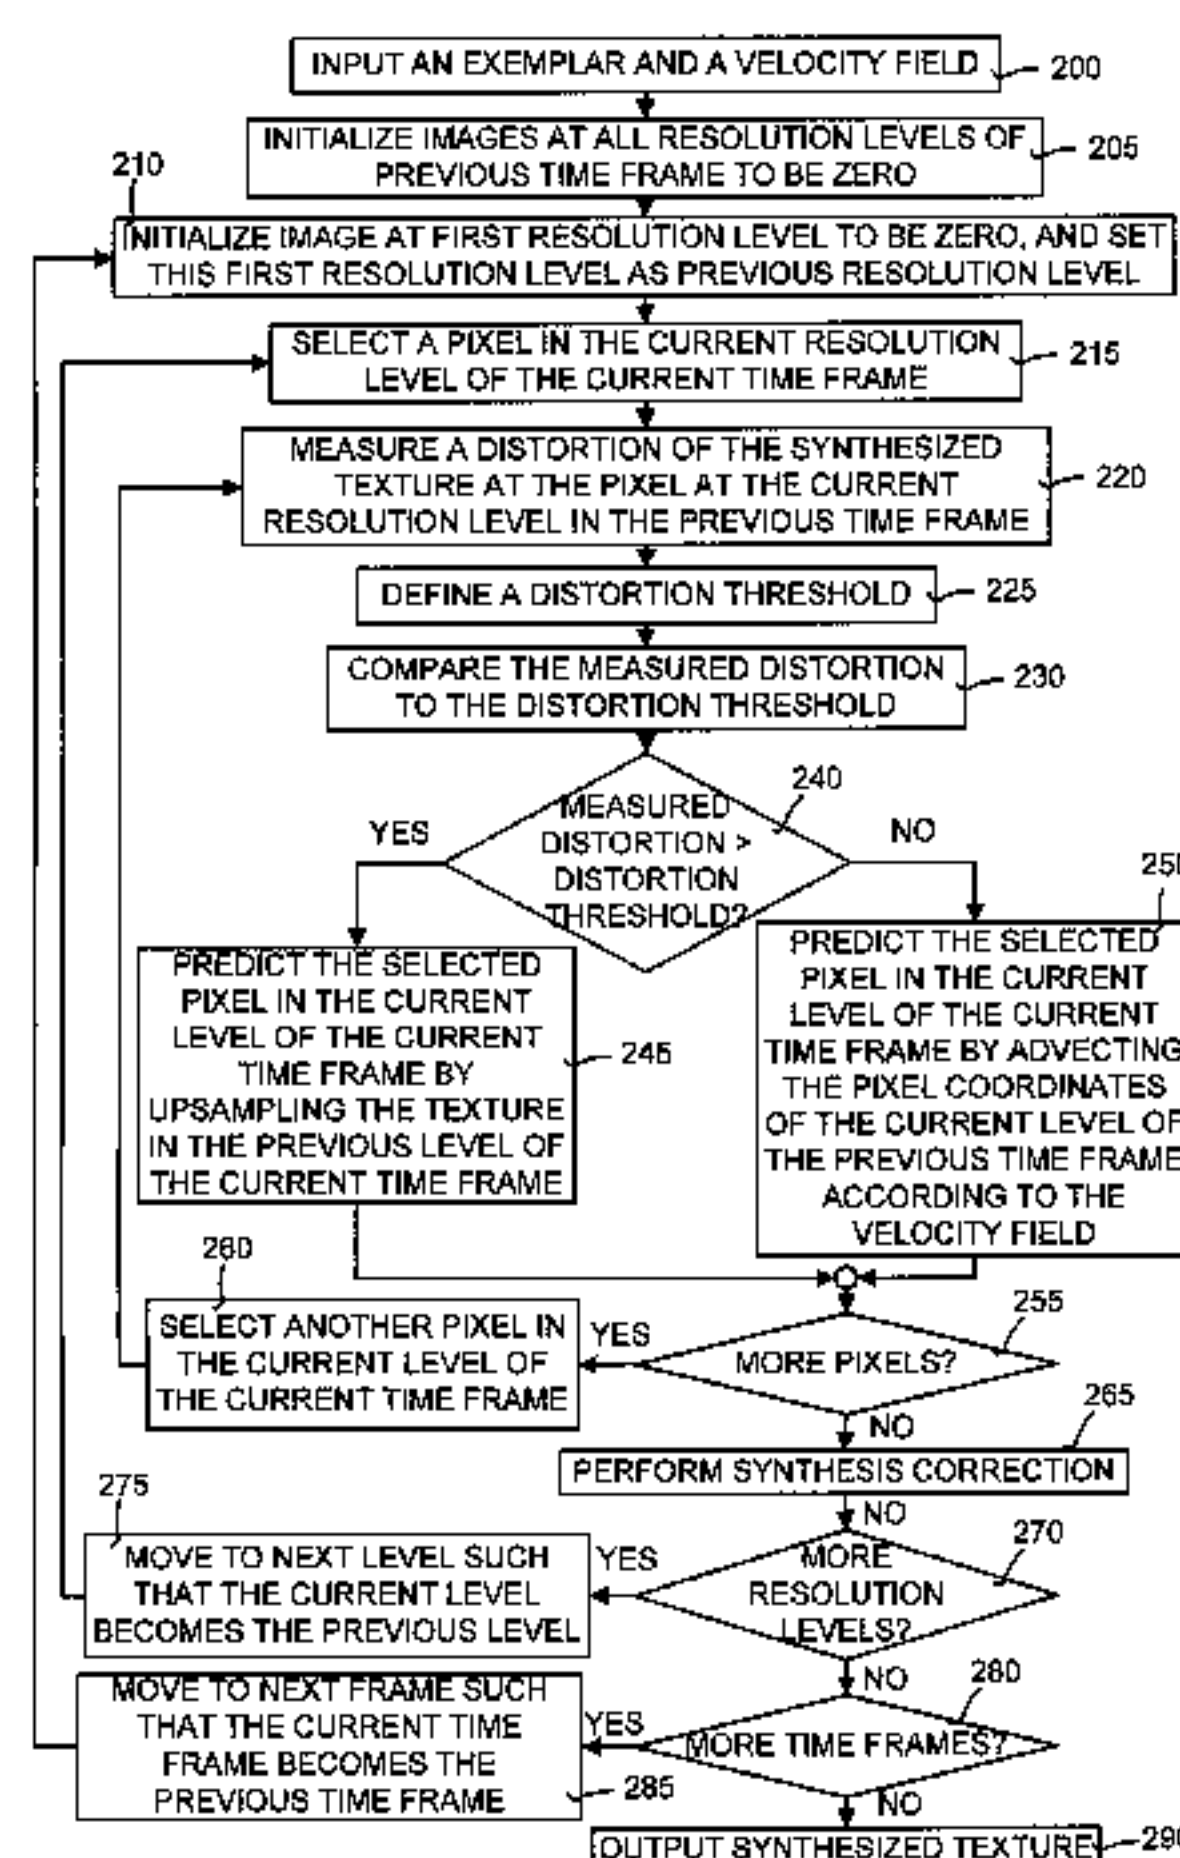 INPUT AN EXEMPLAR AND A VELOCITY FIELD
200
INITIALIZE IMAGES AT ALL RESOLUTION LEVELS OF
PREVIOUS TIME FRAME TO BE ZERO
205
210
INITIALIZE IMAGE AT FIRST RESOLUTION LEVEL TO BE ZERO, AND SET
THIS FIRST RESOLUTION LEVEL AS PREVIOUS RESOLUTION LEVEL
SELECT A PIXEL IN THE CURRENT RESOLUTION
LEVEL OF THE CURRENT TIME FRAME
215
MEASURE A DISTORTION OF THE SYNTHESIZED
TEXTURE AT THE PIXEL AT THE CURRENT
RESOLUTION LEVEL IN THE PREVIOUS TIME FRAME
220
DEFINE A DISTORTION THRESHOLD
225
COMPARE THE MEASURED DISTORTION
TO THE DISTORTION THRESHOLD
230
240
MEASURED
DISTORTION >
DISTORTION
THRESHOLD?
YES
NO
PREDICT THE SELECTED
PIXEL IN THE CURRENT
LEVEL OF THE CURRENT
TIME FRAME BY
UPSAMPLING THE TEXTURE
IN THE PREVIOUS LEVEL OF
THE CURRENT TIME FRAME
245
PREDICT THE SELECTED
PIXEL IN THE CURRENT
LEVEL OF THE CURRENT
TIME FRAME BY ADVECTING
THE PIXEL COORDINATES
OF THE CURRENT LEVEL OF
THE PREVIOUS TIME FRAME
ACCORDING TO THE
VELOCITY FIELD
260
SELECT ANOTHER PIXEL IN
THE CURRENT LEVEL OF
THE CURRENT TIME FRAME
YES
MORE PIXELS?
255
NO
265
PERFORM SYNTHESIS CORRECTION
NO
275
MOVE TO NEXT LEVEL SUCH
THAT THE CURRENT LEVEL
BECOMES THE PREVIOUS LEVEL
YES
MORE
RESOLUTION
LEVELS?
270
NO
MOVE TO NEXT FRAME SUCH
THAT THE CURRENT TIME
FRAME BECOMES THE
PREVIOUS TIME FRAME
285
YES
MORE TIME FRAMES?
280
NO
OUTPUT SYNTHESIZED TEXTURE